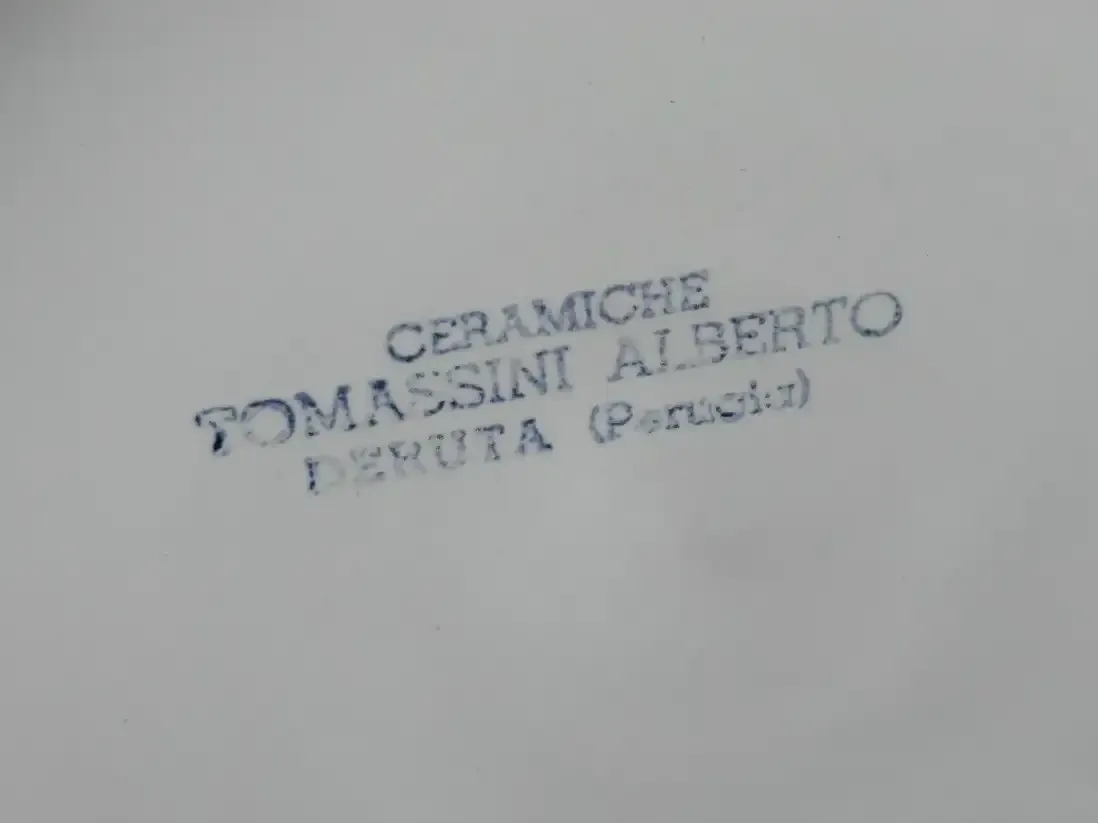 CERAMICHE
TOMASSINI ALBERTO
DERUTA (Perugia)